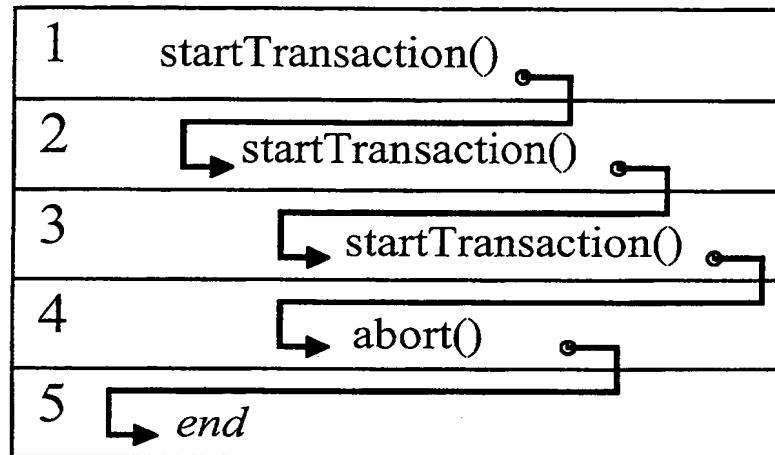 1 startTransaction()
2 startTransaction()
3 startTransaction()
4 abort()
5 end